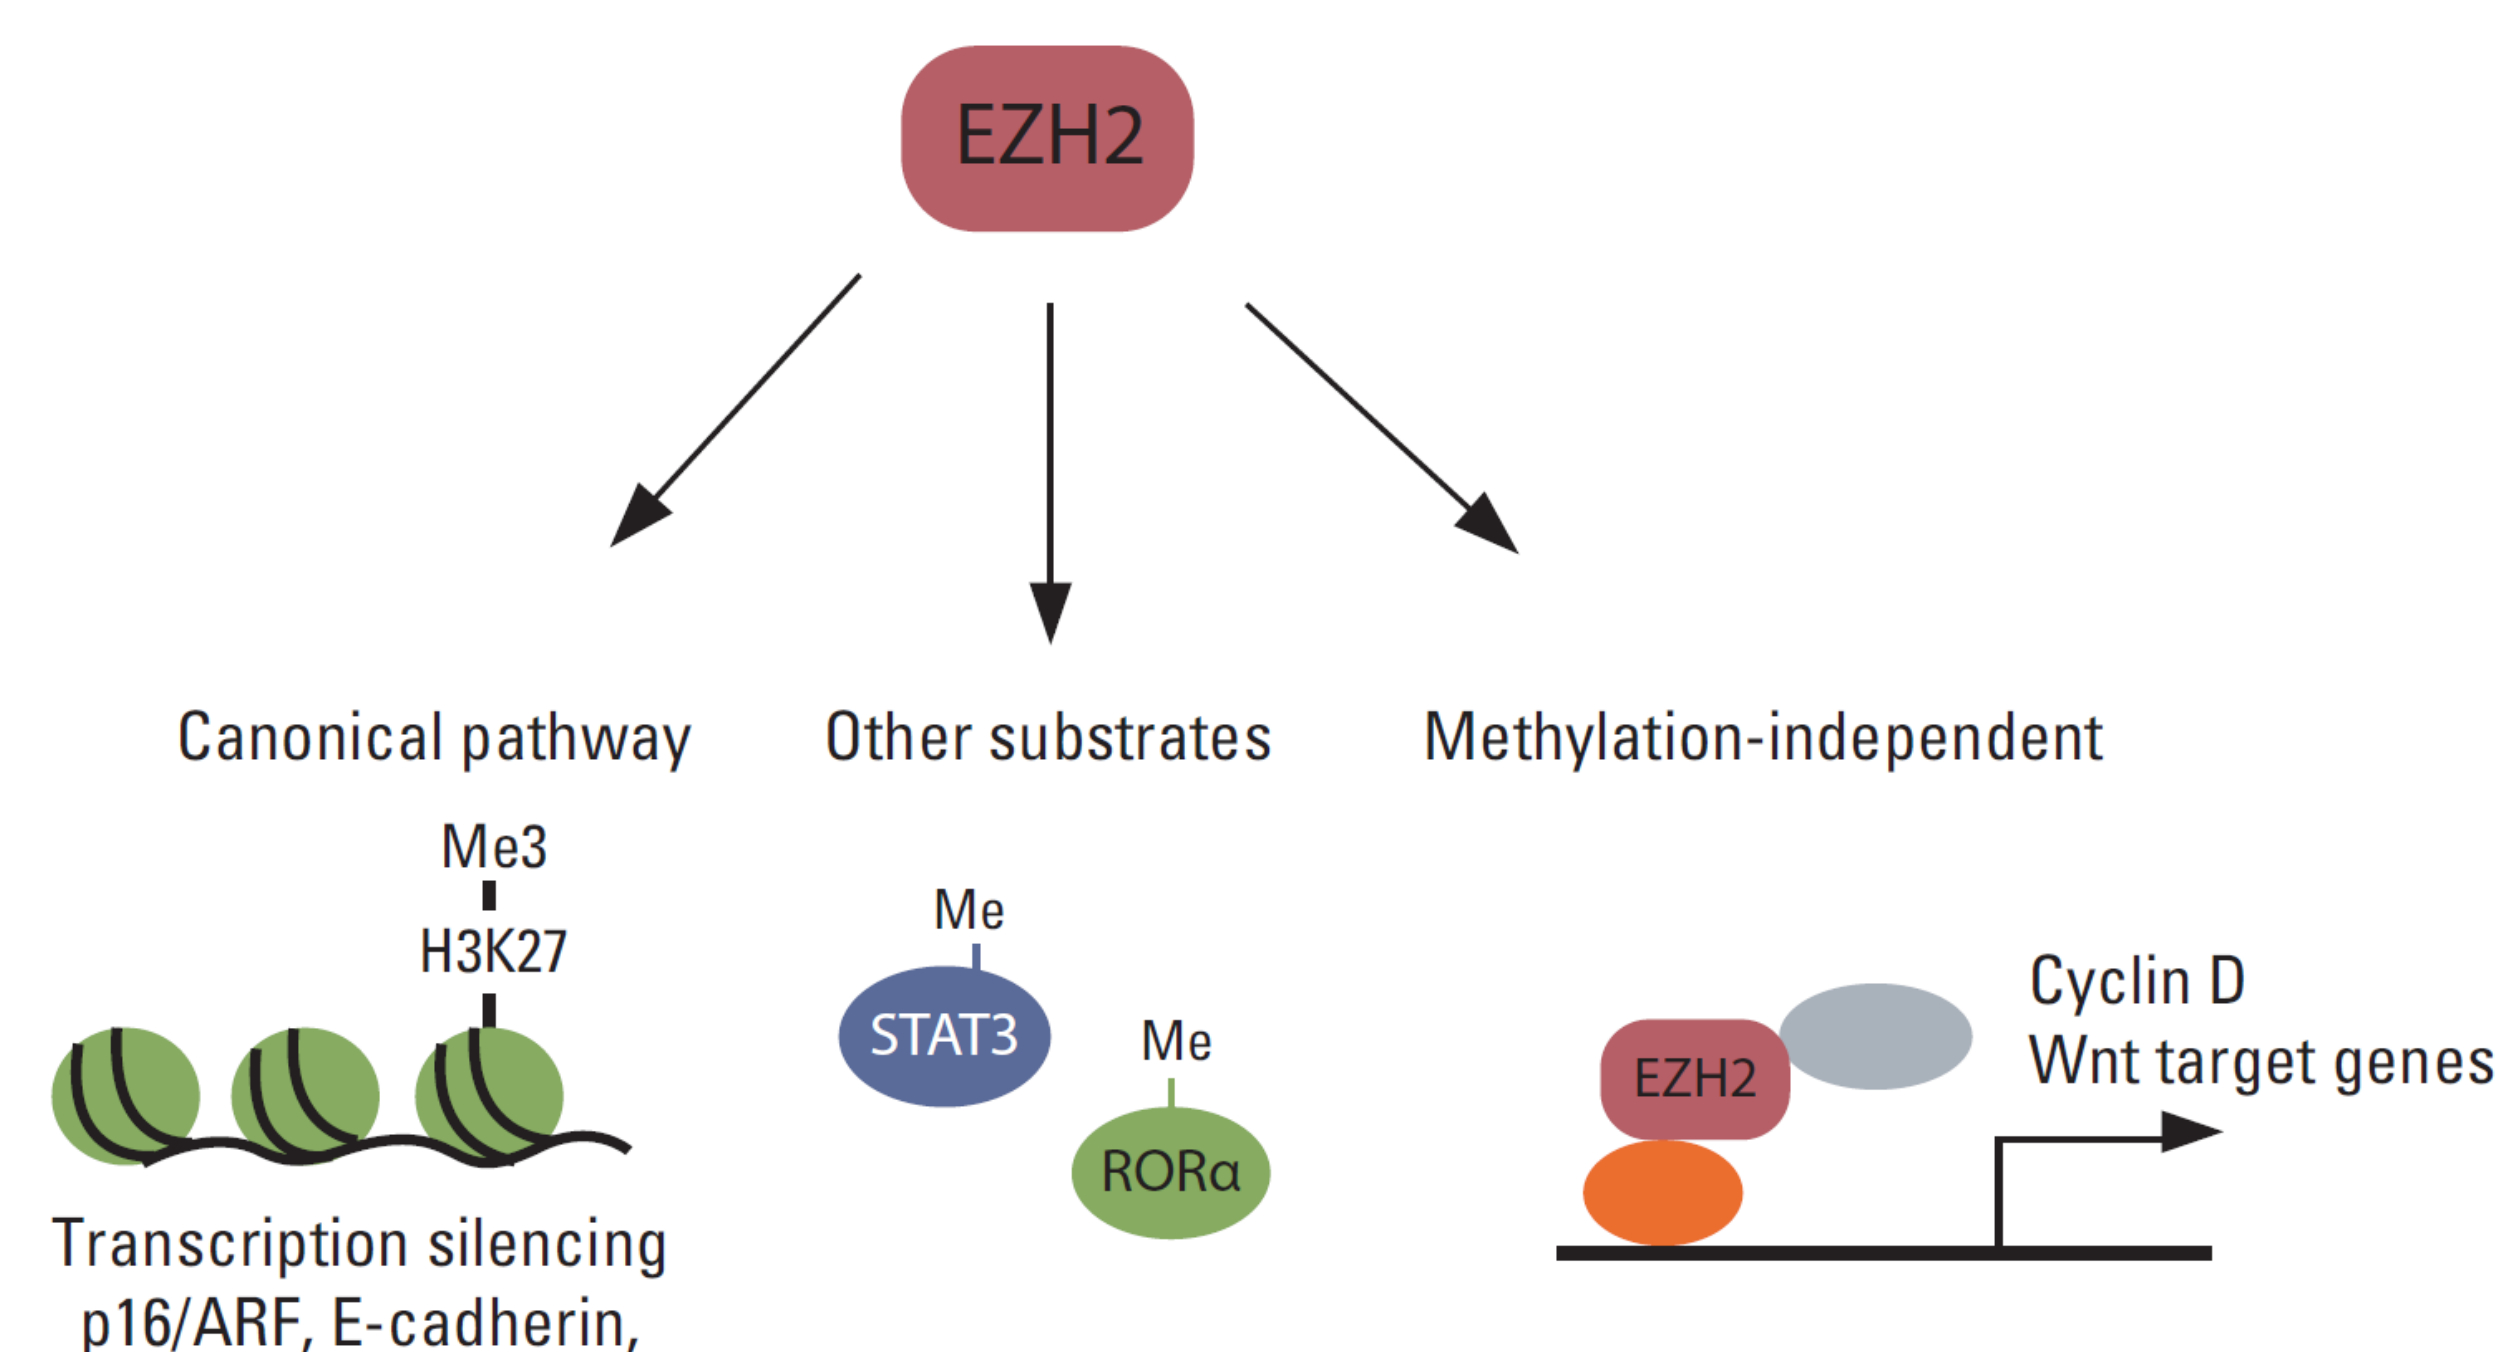 EZH2
Canonical pathway
Other substrates
Methylation-independent
Me3
H3K27
Transcription silencing
p16/ARF, E-cadherin,
Me
STAT3
Me
RORα
EZH2
Cyclin D
Wnt target genes